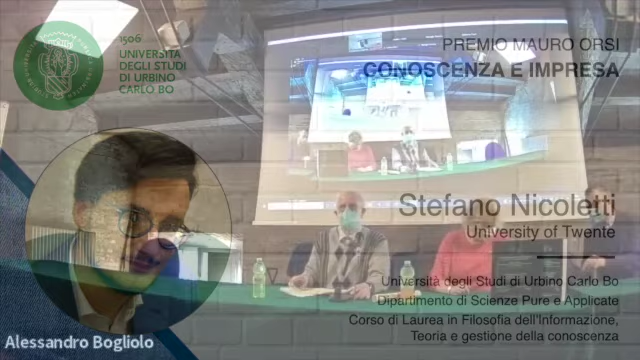 1506
UNIVERSITÀ
DEGLI STUDI
DI URBINO
CARLO BO
PREMIO MAURO ORSI
CONOSCENZA E IMPRESA
Stefano Nicoletti
University of Twente
Università degli Studi di Urbino Carlo Bo
Dipartimento di Scienze Pure e Applicate
Corso di Laurea in Filosofia dell'Informazione,
Teoria e gestione della conoscenza
Alessandro Bogliolo